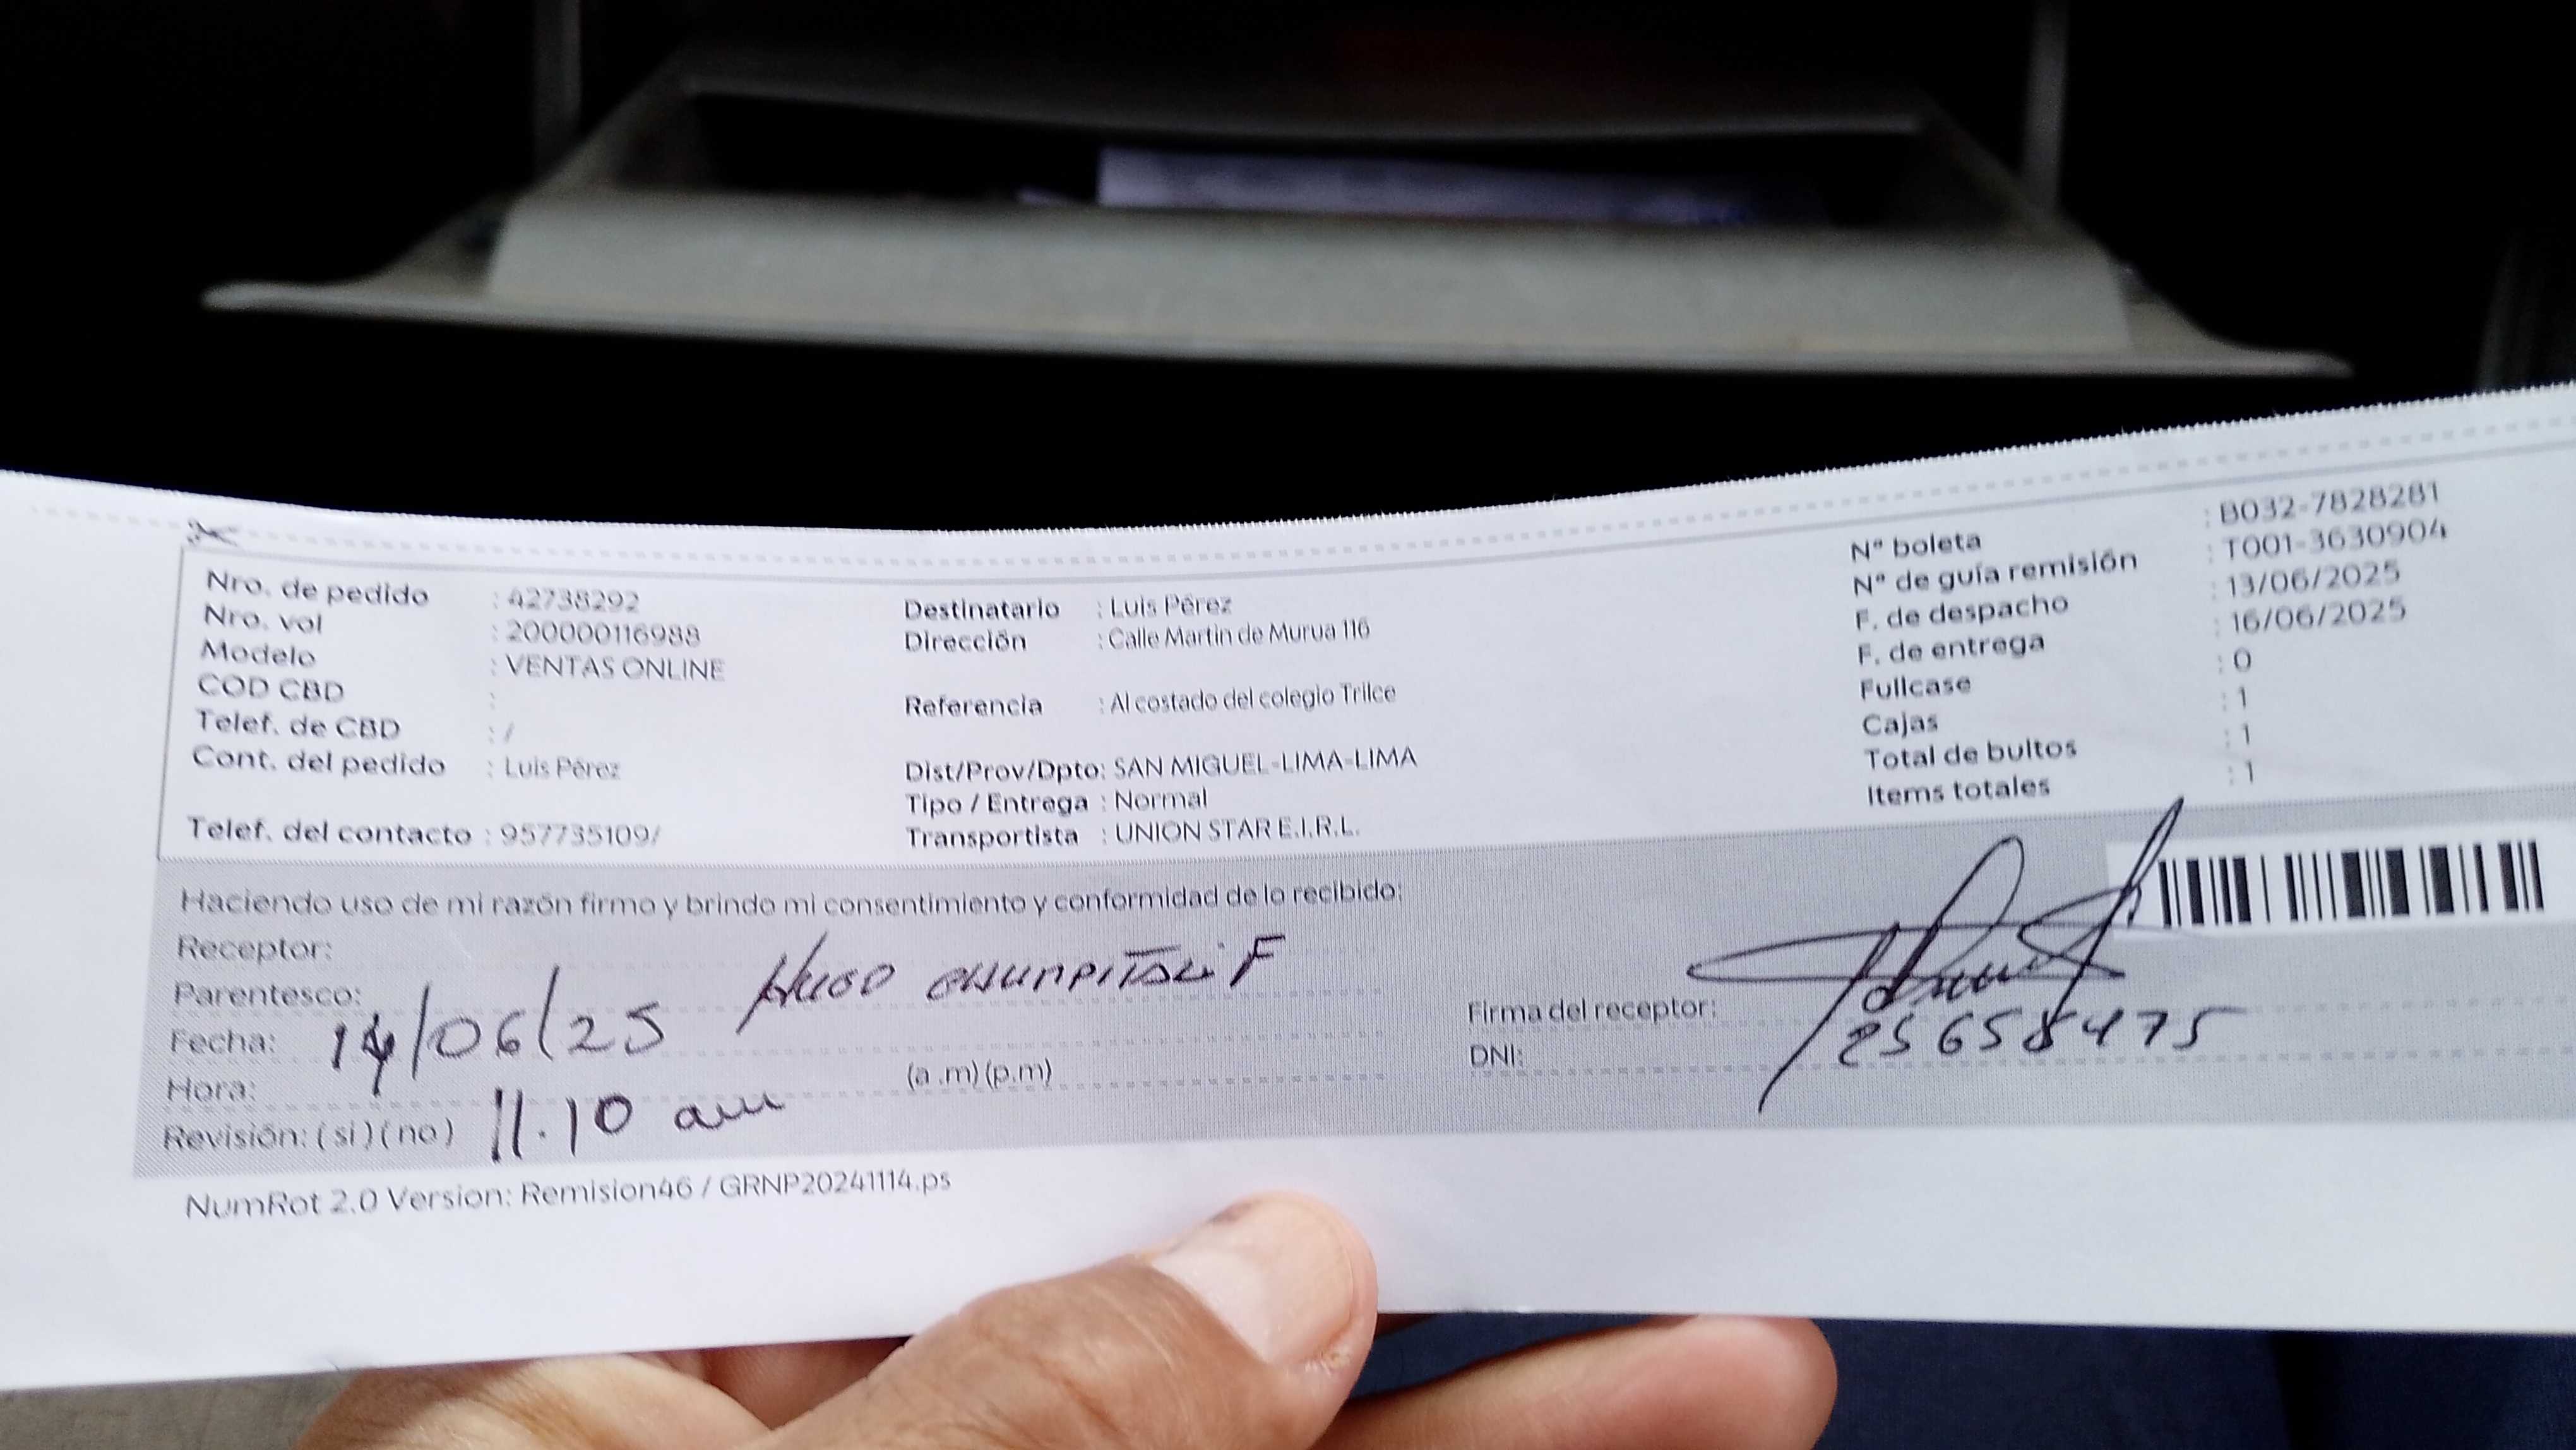 Nro. de pedido : 42738292
Nro. vol : 200000116988
Modelo : VENTAS ONLINE
COD CBD :
Telef. de CBD : /
Cont. del pedido : Luis Pérez
Telef. del contacto : 957735109/
Destinatario : Luis Pérez
Dirección : Calle Martin de Murua 116
Referencia : Al costado del colegio Trilce
Dist/Prov/Dpto: SAN MIGUEL-LIMA-LIMA
Tipo / Entrega : Normal
Transportista : UNION STAR E.I.R.L.
N° boleta : B032-7828281
N° de guía remisión : T001-3630904
F. de despacho : 13/06/2025
F. de entrega : 16/06/2025
Fullcase : 0
Cajas : 1
Total de bultos : 1
Items totales : 1
Haciendo uso de mi razón firmo y brindo mi consentimiento y conformidad de lo recibido:
Receptor: Hugo F
Parentesco:
Fecha: 14/06/25
Hora: (a .m) (p.m)
Revisión: ( si ) ( no ) 11.10 am
Firma del receptor:
DNI: 25658475
NumRot 2.0 Version: Remision46 / GRNP20241114.ps